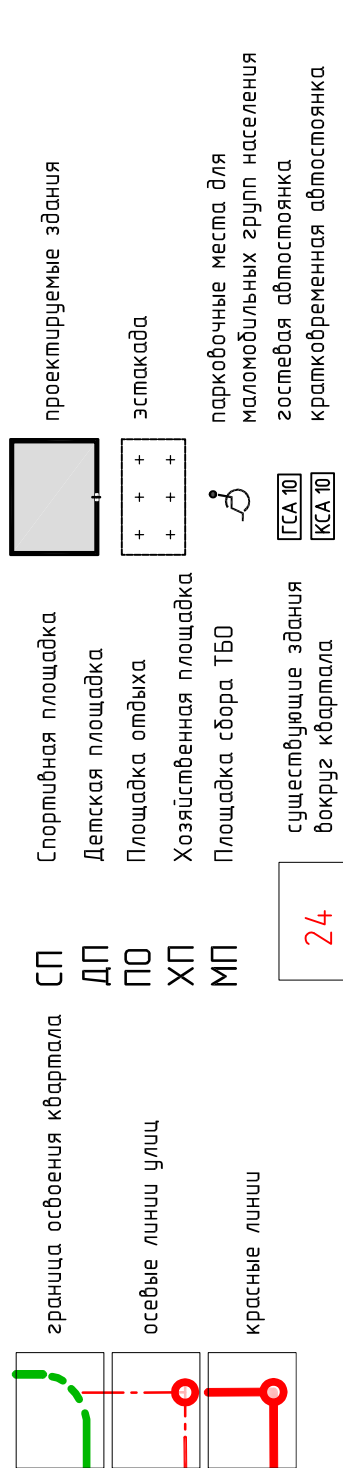 граница освоения квартала
осевые линии улиц
красные линии
СП Спортивная площадка
ДП Детская площадка
ПО Площадка отдыха
ХП Хозяйственная площадка
МП Площадка сбора ТБО
24 существующие здания
вокруг квартала
проектируемые здания
эстакада
парковочные места для
маломобильных групп населения
ГСА 10 гостевая автостоянка
КСА 10 кратковременная автостоянка